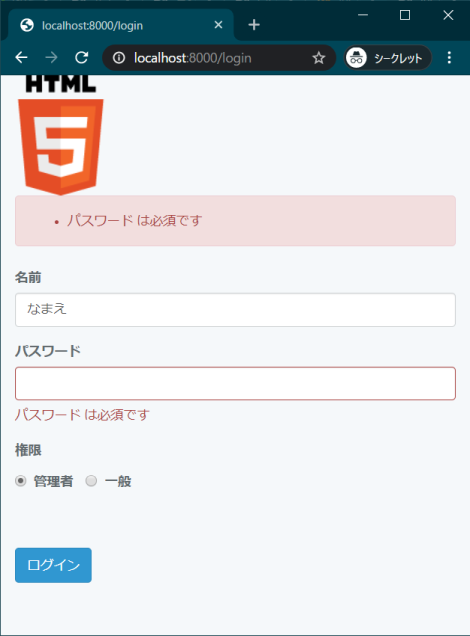 localhost:8000/login
localhost:8000/login
シークレット
HTML
5
• パスワード は必須です
名前
なまえ
パスワード
パスワード は必須です
権限
管理者 一般
ログイン